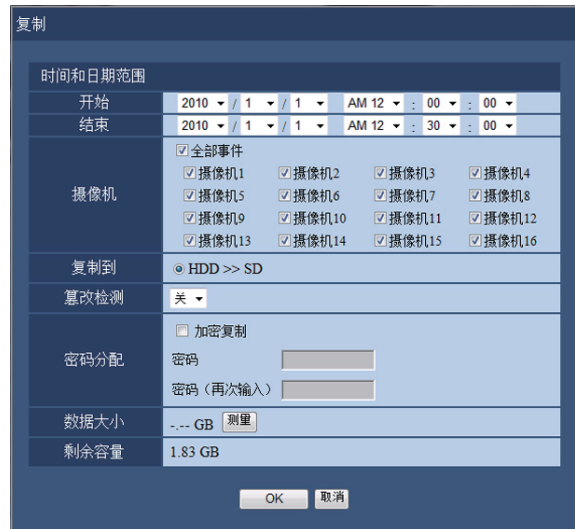 复制
时间和日期范围
开始 2010 / 1 / 1 AM 12 : 00 : 00
结束 2010 / 1 / 1 AM 12 : 30 : 00
全部事件
摄像机1 摄像机2 摄像机3 摄像机4
摄像机 摄像机5 摄像机6 摄像机7 摄像机8
摄像机9 摄像机10 摄像机11 摄像机12
摄像机13 摄像机14 摄像机15 摄像机16
复制到 HDD >> SD
篡改检测 关
加密复制
密码分配 密码
密码（再次输入）
数据大小 -.-- GB 测量
剩余容量 1.83 GB
OK 取消